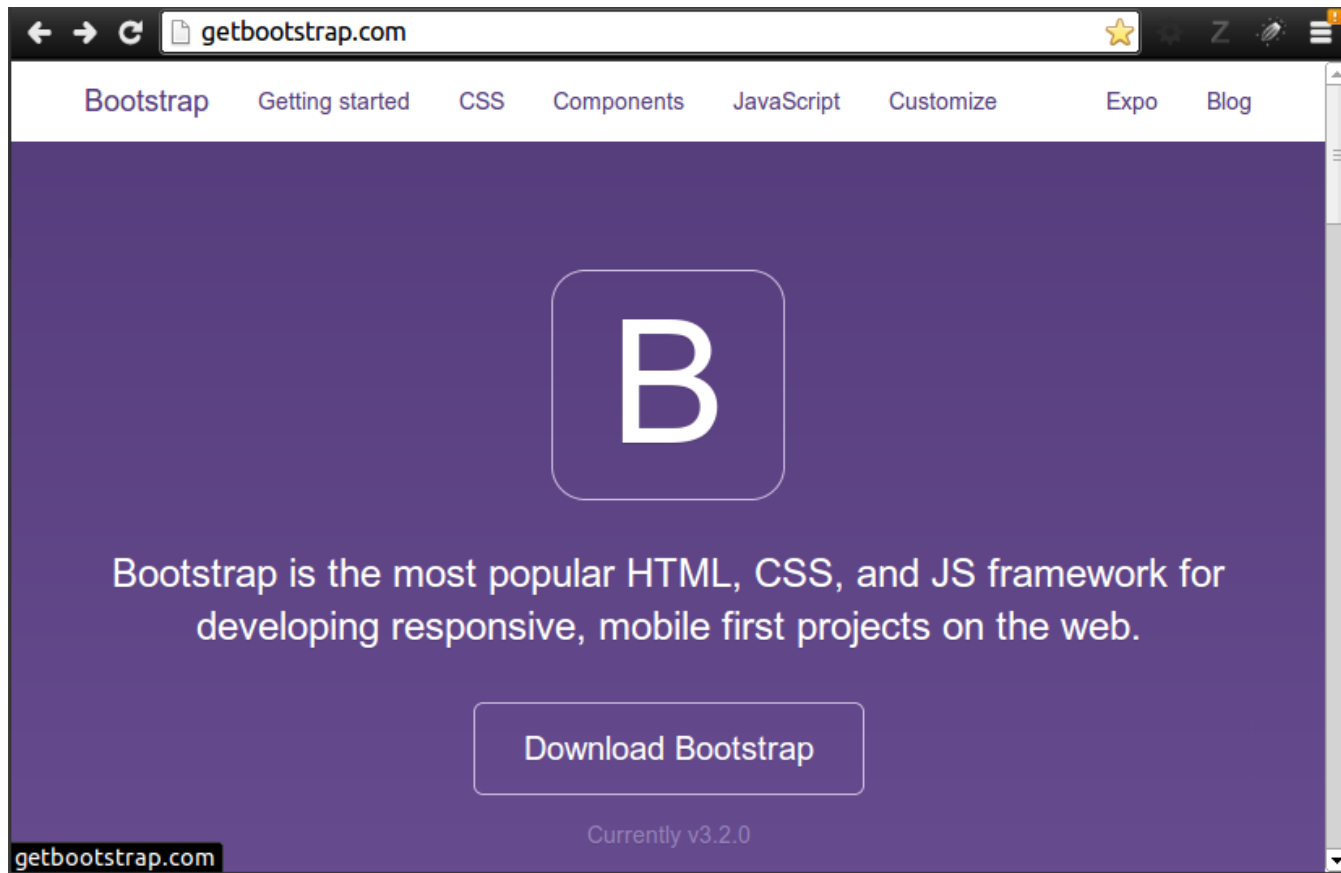 getbootstrap.com
Bootstrap Getting started CSS Components JavaScript Customize Expo Blog
B
Bootstrap is the most popular HTML, CSS, and JS framework for
developing responsive, mobile first projects on the web.
Download Bootstrap
Currently v3.2.0
getbootstrap.com